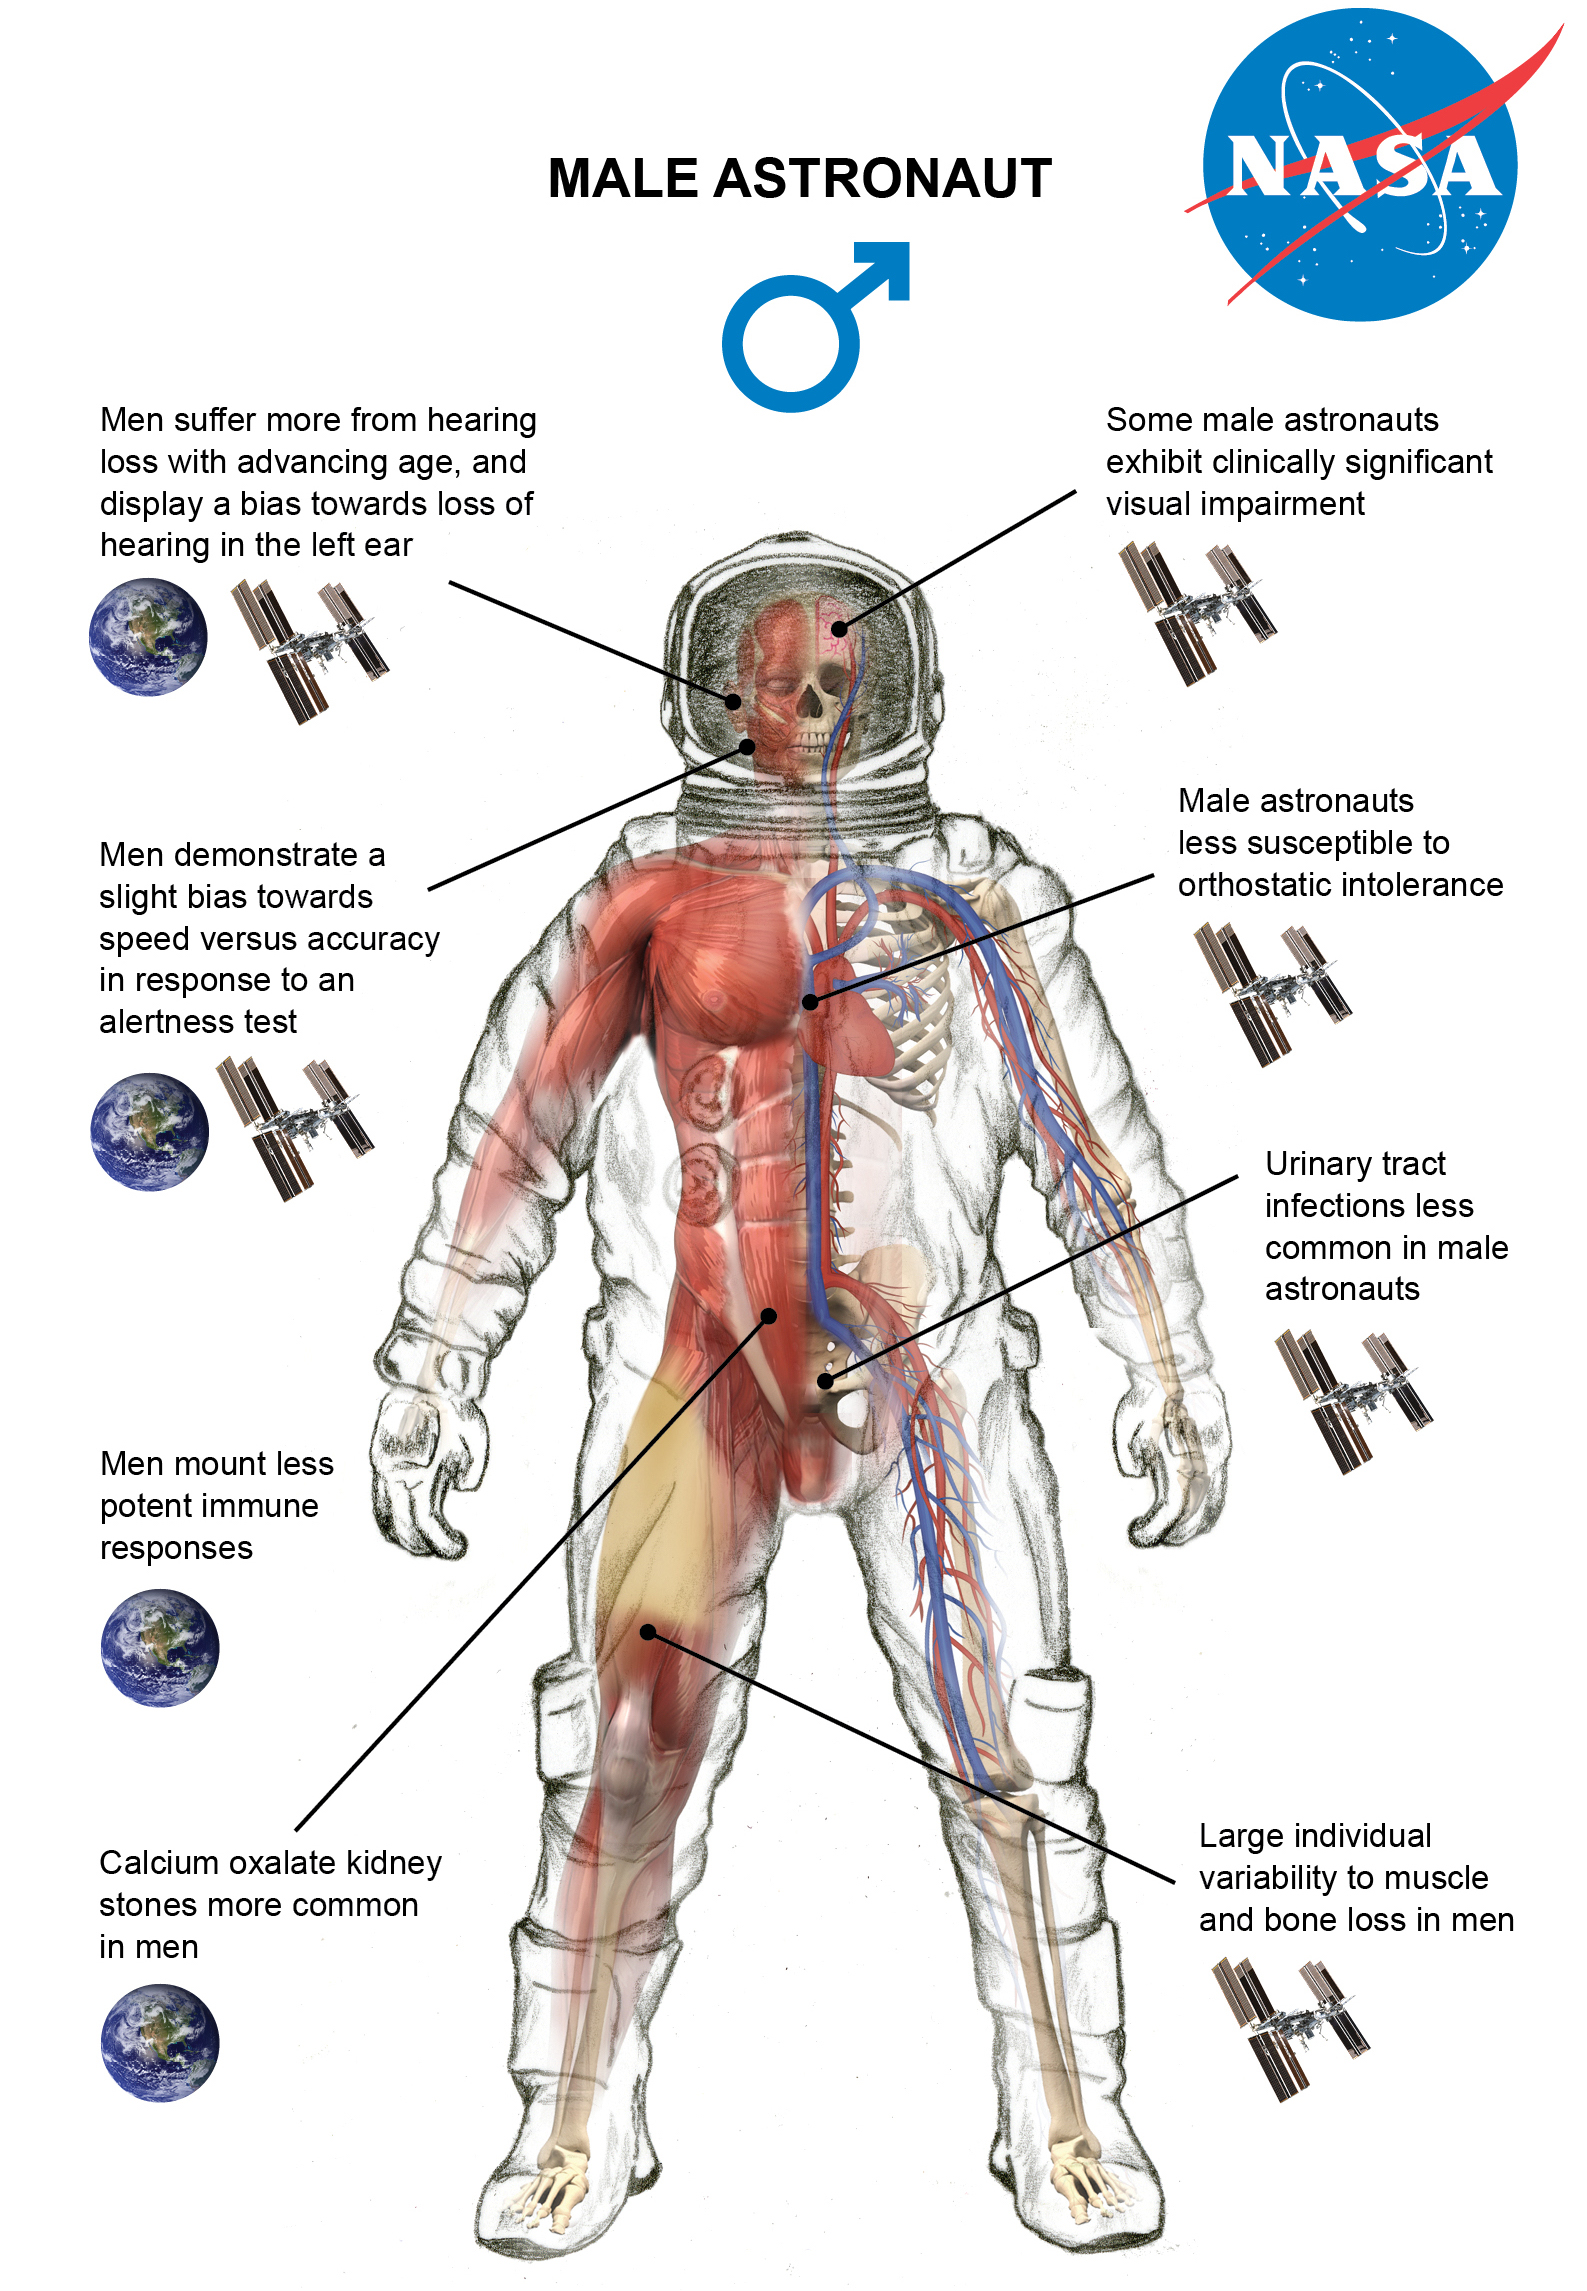 NASA
MALE ASTRONAUT
Men suffer more from hearing
loss with advancing age, and
display a bias towards loss of
hearing in the left ear
Some male astronauts
exhibit clinically significant
visual impairment
Men demonstrate a
slight bias towards
speed versus accuracy
in response to an
alertness test
Male astronauts
less susceptible to
orthostatic intolerance
Urinary tract
infections less
common in male
astronauts
Men mount less
potent immune
responses
Calcium oxalate kidney
stones more common
in men
Large individual
variability to muscle
and bone loss in men